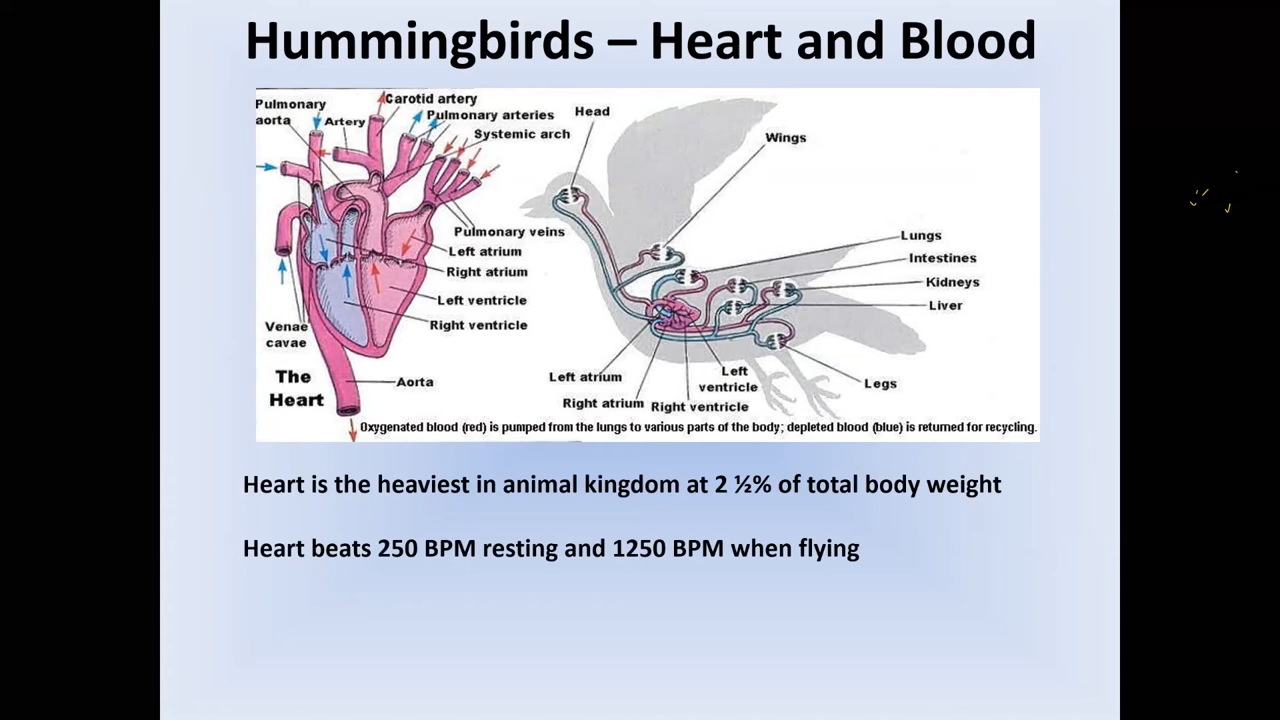 Hummingbirds – Heart and Blood
Pulmonary
aorta
Artery
Carotid artery
Pulmonary arteries
Systemic arch
Pulmonary veins
Left atrium
Right atrium
Left ventricle
Right ventricle
Venae
cavae
The
Heart
Aorta
Head
Wings
Lungs
Intestines
Kidneys
Liver
Legs
Left
ventricle
Left atrium
Right atrium
Right ventricle
Oxygenated blood (red) is pumped from the lungs to various parts of the body; depleted blood (blue) is returned for recycling.
Heart is the heaviest in animal kingdom at 2 ½% of total body weight
Heart beats 250 BPM resting and 1250 BPM when flying